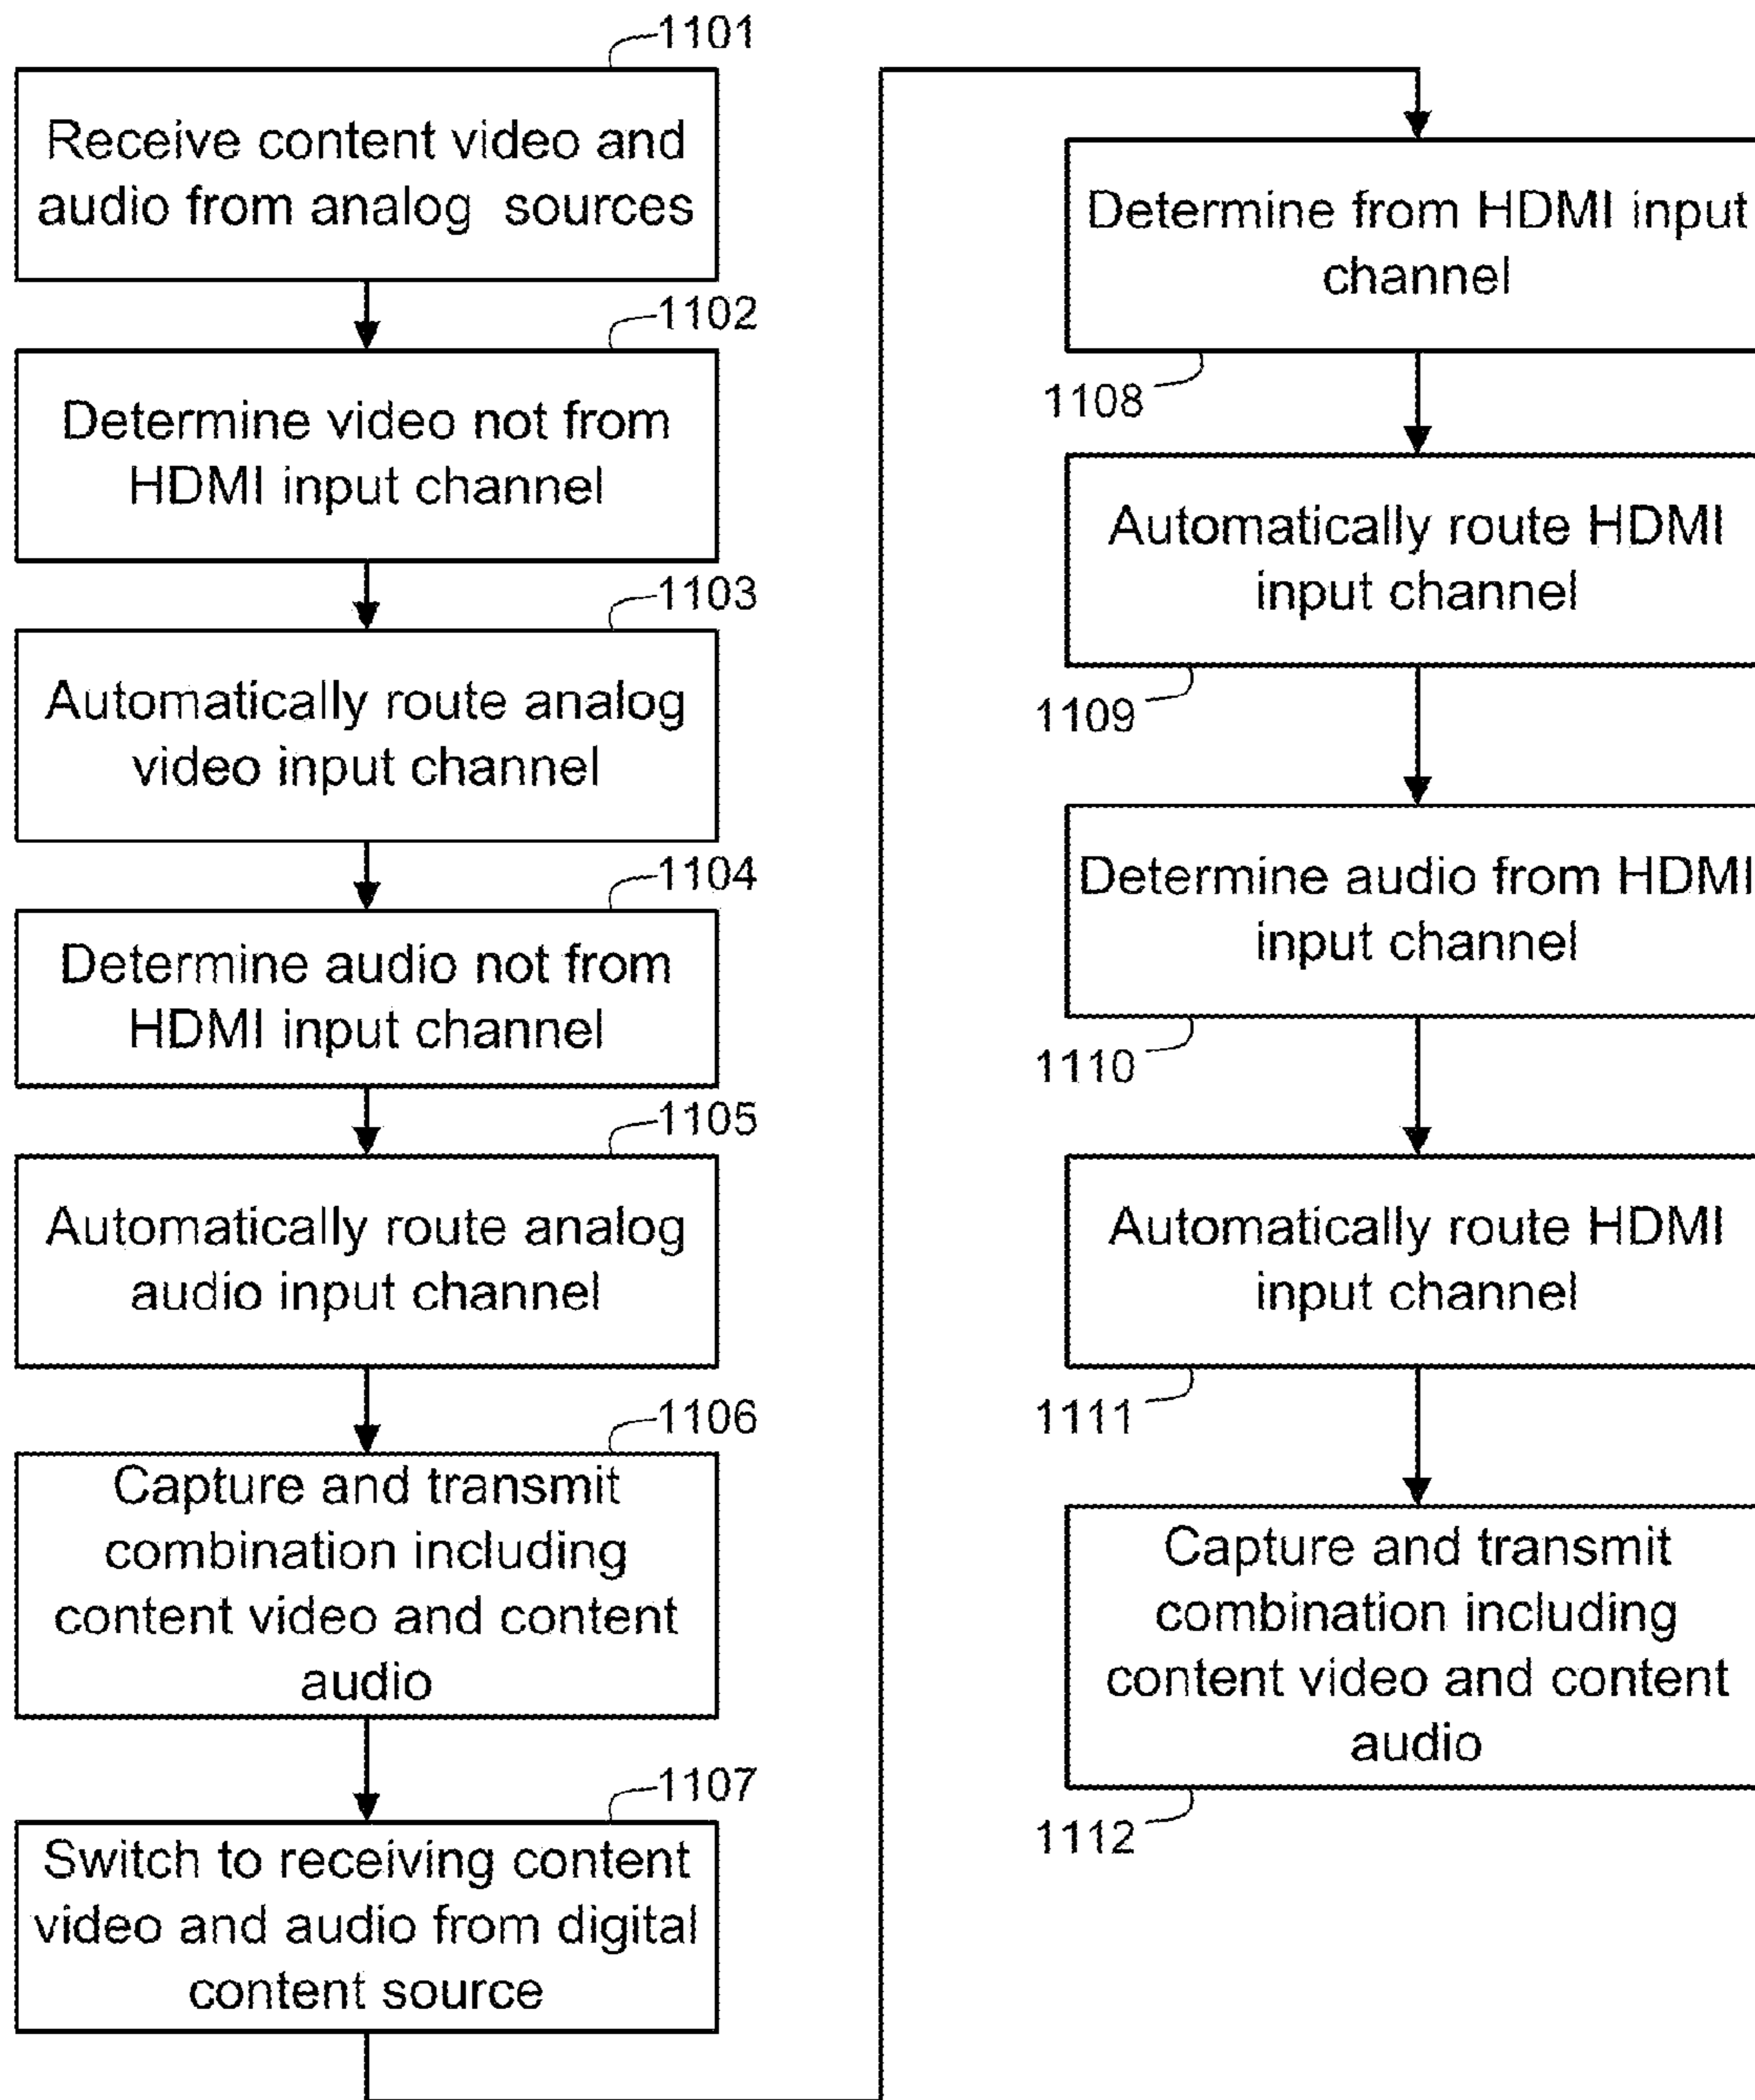 1101
Receive content video and
audio from analog sources
1102
Determine video not from
HDMI input channel
1103
Automatically route analog
video input channel
1104
Determine audio not from
HDMI input channel
1105
Automatically route analog
audio input channel
1106
Capture and transmit
combination including
content video and content
audio
1107
Switch to receiving content
video and audio from digital
content source
Determine from HDMI input
channel
1108
Automatically route HDMI
input channel
1109
Determine audio from HDMI
input channel
1110
Automatically route HDMI
input channel
1111
Capture and transmit
combination including
content video and content
audio
1112